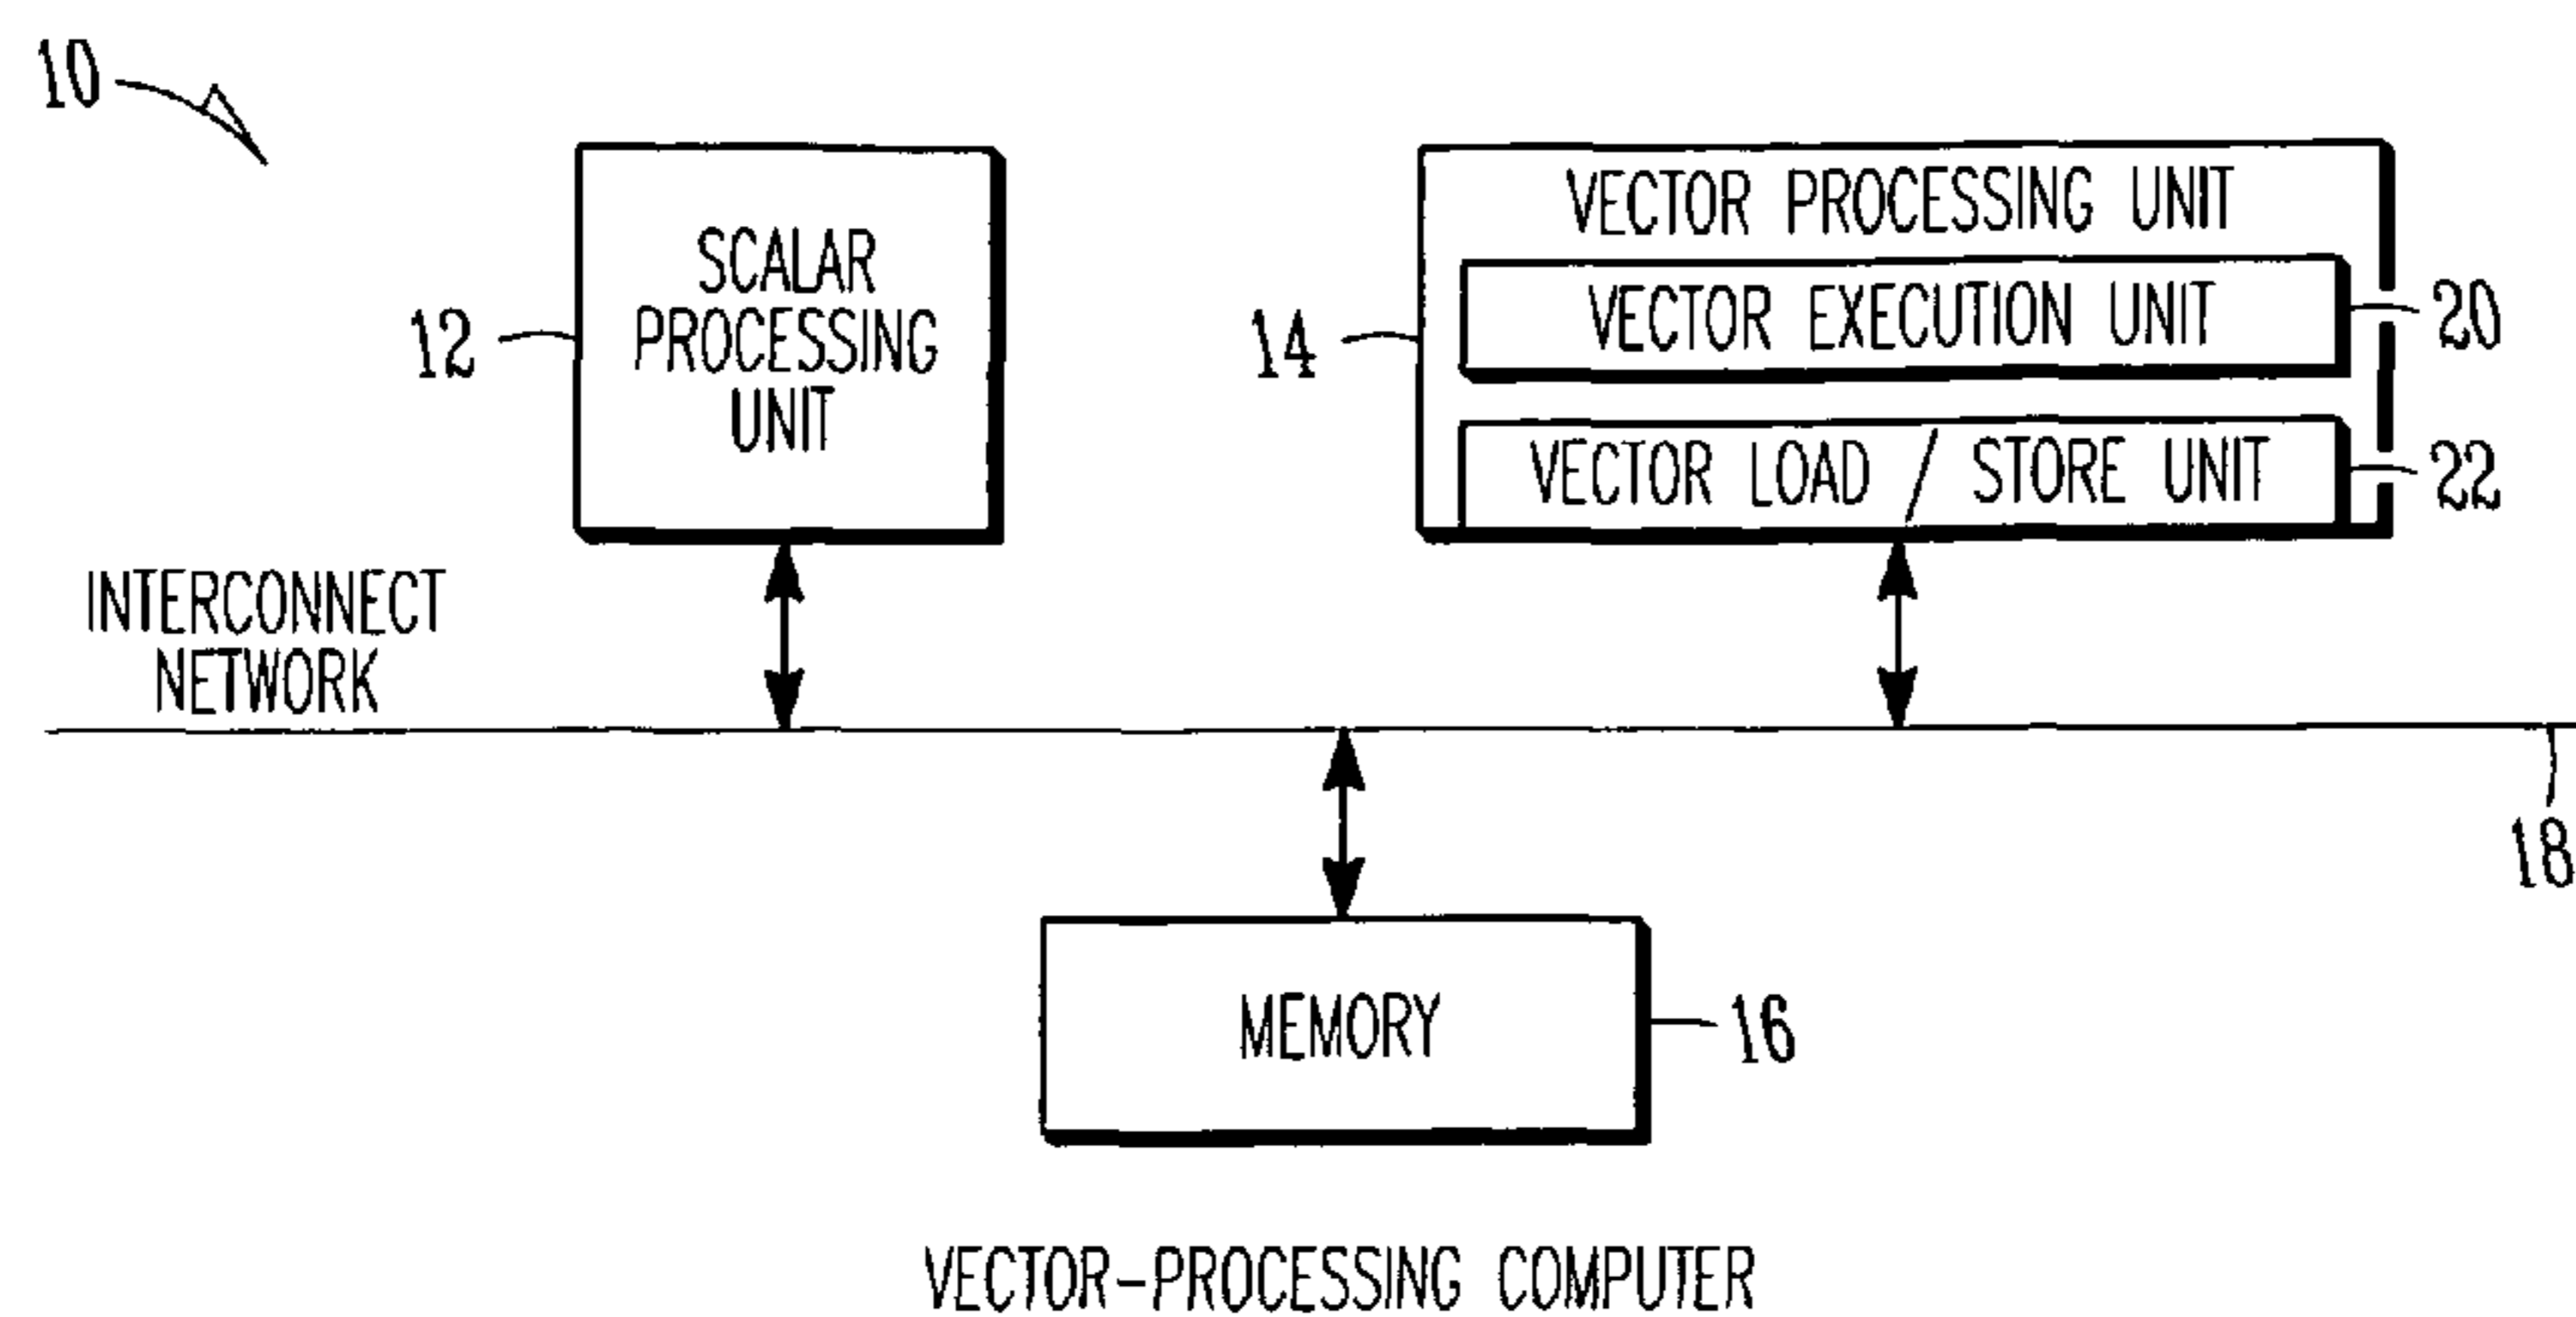 10
SCALAR
PROCESSING
UNIT
12
VECTOR PROCESSING UNIT
VECTOR EXECUTION UNIT
20
14
VECTOR LOAD / STORE UNIT
22
INTERCONNECT
NETWORK
18
MEMORY
16
VECTOR-PROCESSING COMPUTER